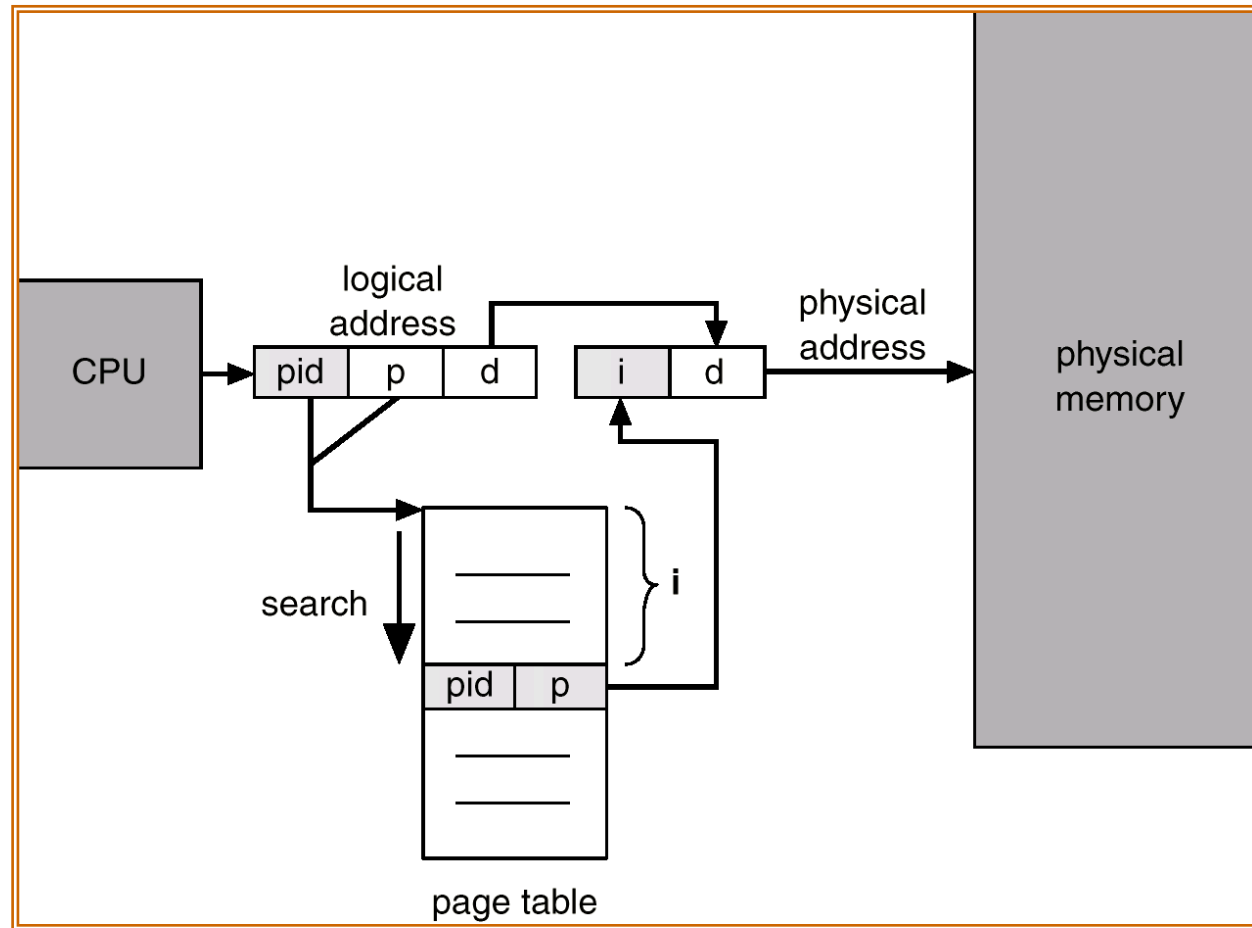 logical
address
physical
address
CPU
pid
p
d
i
d
physical
memory
search
i
pid
p
page table